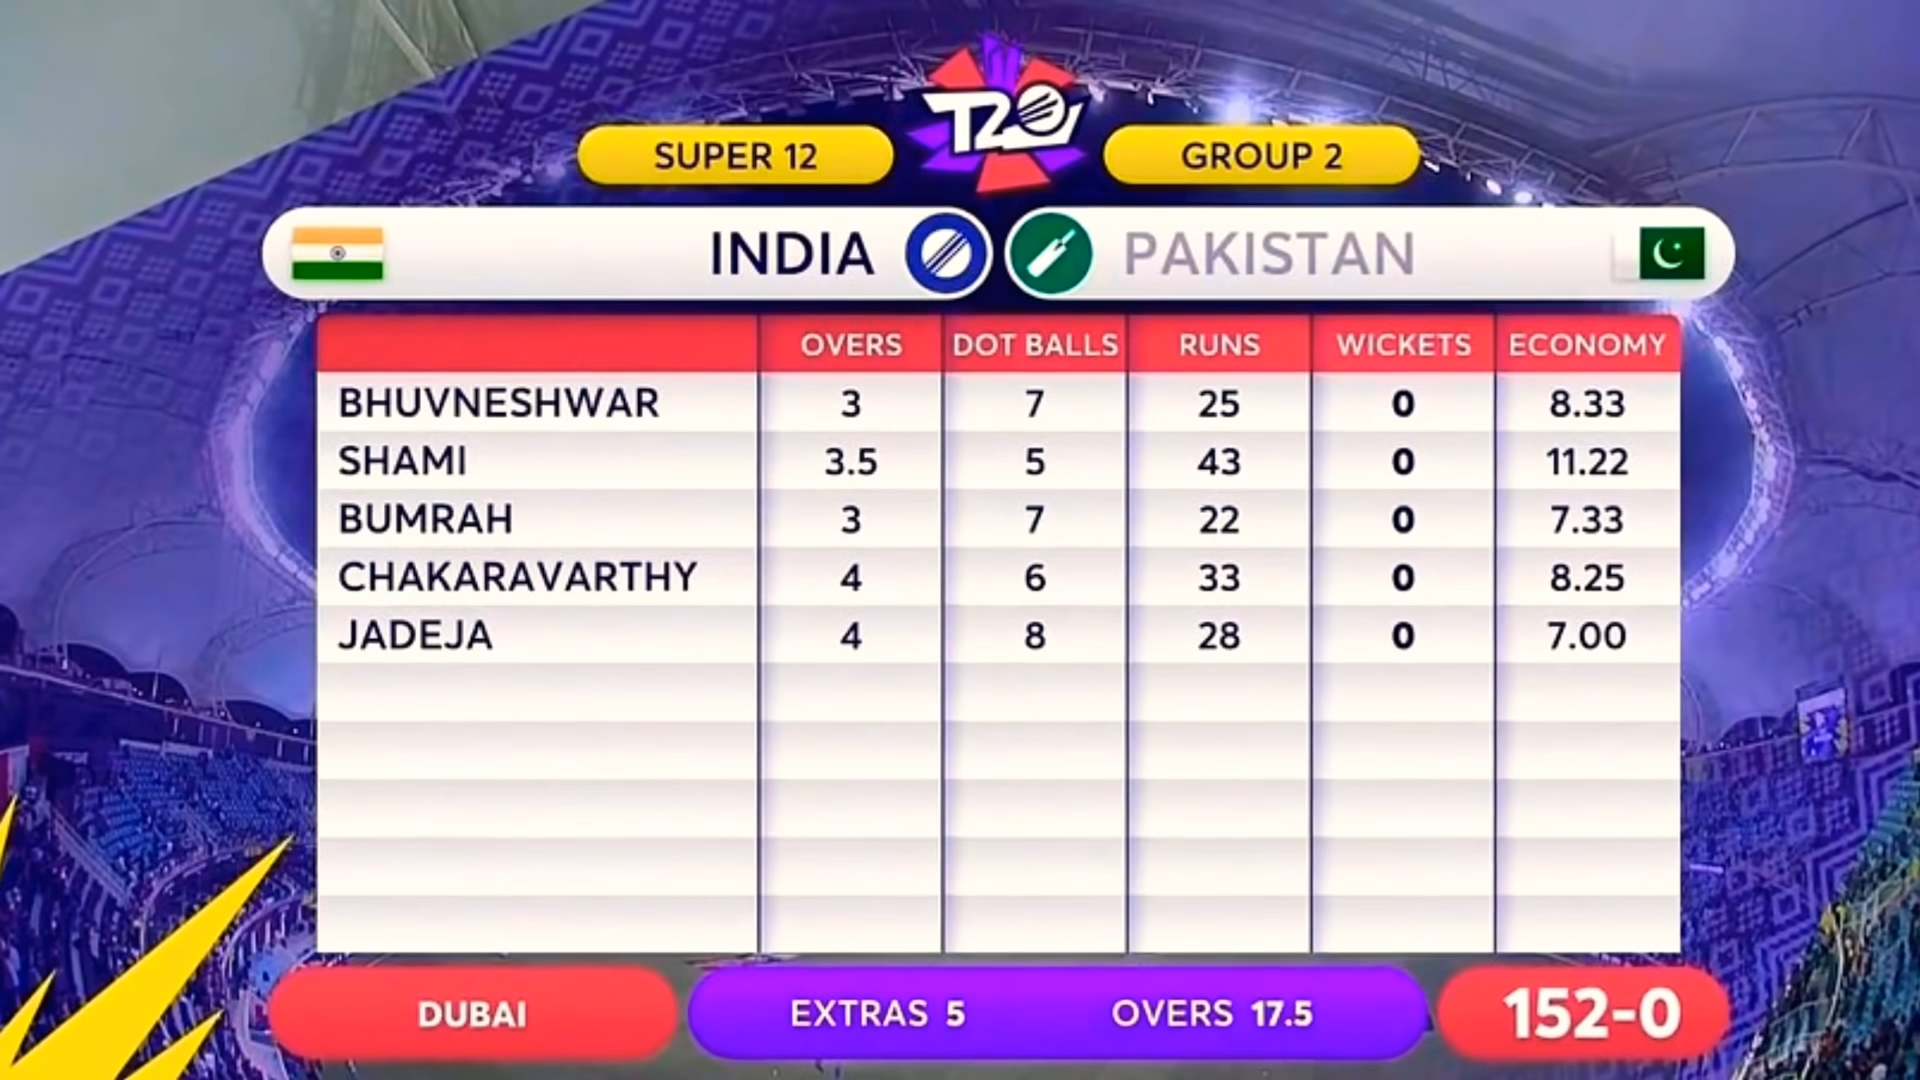 T20
SUPER 12
GROUP 2
INDIA PAKISTAN
OVERS DOT BALLS RUNS WICKETS ECONOMY
BHUVNESHWAR 3 7 25 0 8.33
SHAMI 3.5 5 43 0 11.22
BUMRAH 3 7 22 0 7.33
CHAKARAVARTHY 4 6 33 0 8.25
JADEJA 4 8 28 0 7.00
DUBAI EXTRAS 5 OVERS 17.5 152-0